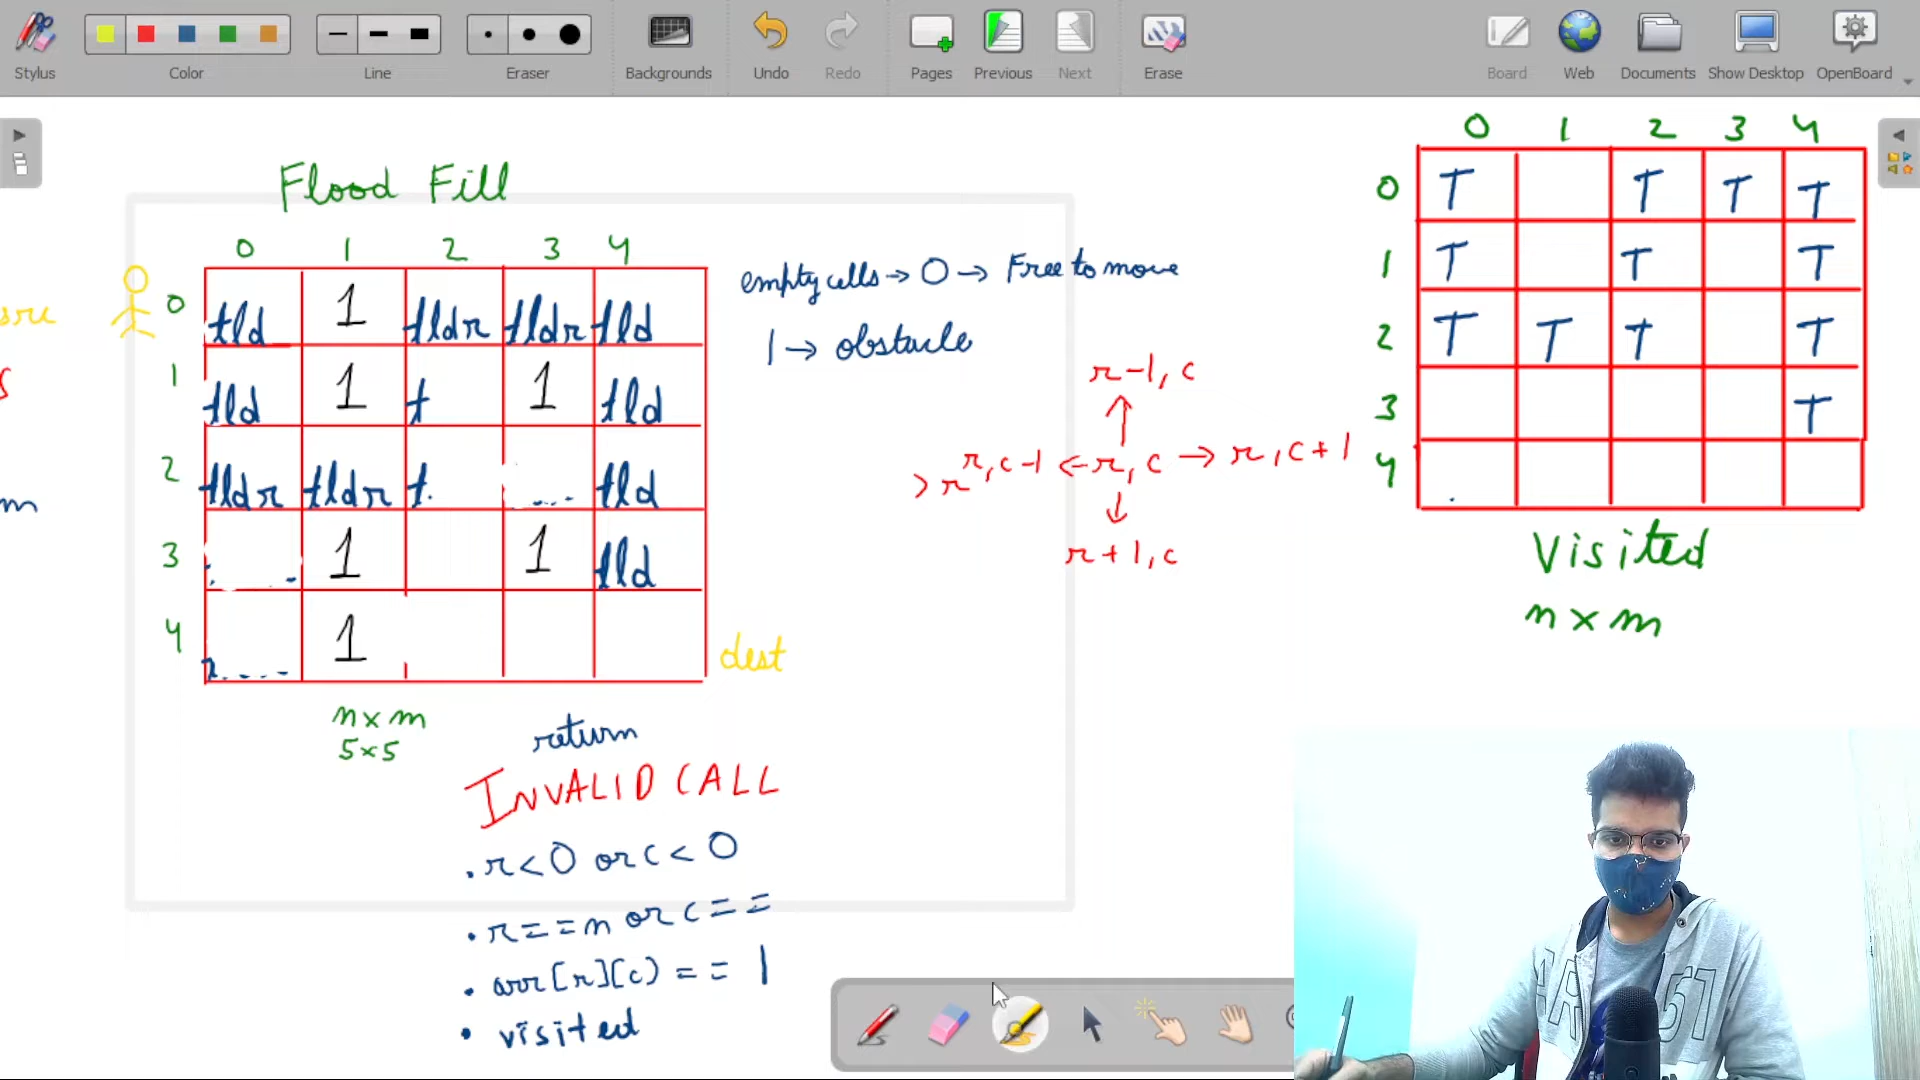 Stylus
Color
Line
Eraser
Backgrounds
Undo
Redo
Pages
Previous
Next
Erase
Board
Web
Documents
Show Desktop
OpenBoard
Flood Fill
0 1 2 3 4
0 tld 1 tldr tldr tld
1 tld 1 t 1 tld
2 tldr tldr t. tld
3 1 1 tld
4 1
src
dest
n x m
5 x 5
empty cells → 0 → Free to move
1 → obstacle
r-1, c
r, c-1 ← r, c → r, c+1
> r
r+1, c
return
INVALID CALL
. r < 0 or c < 0
• r == n or c ==
• arr[r][c) == 1
• visited
0 1 2 3 4
0 T T T T
1 T T T
2 T T T T
3 T
4
Visited
n x m